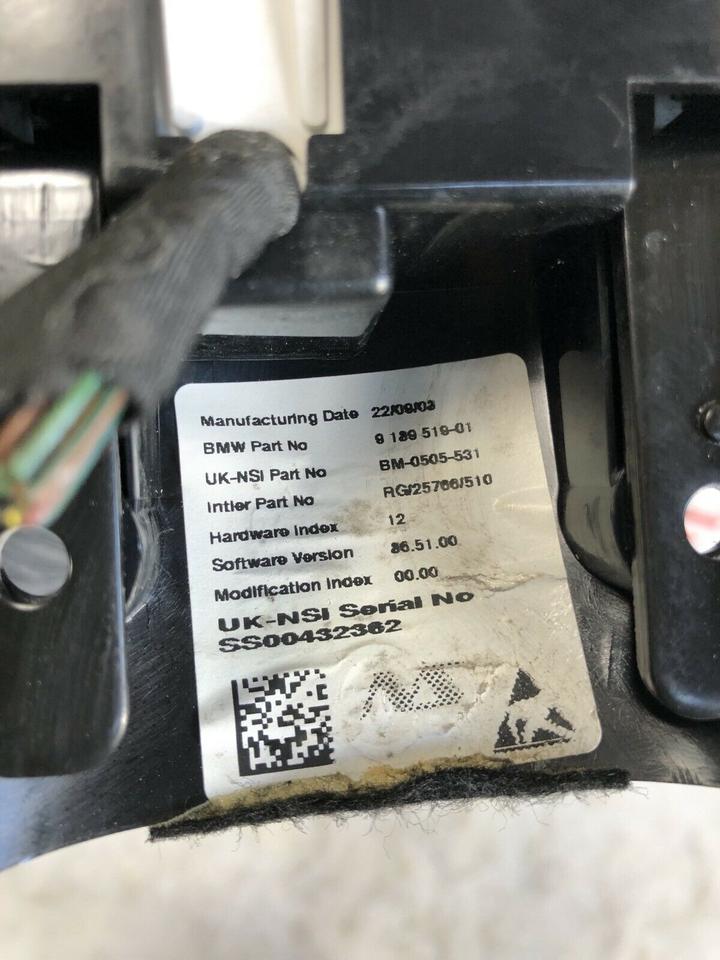 Manufacturing Date 22/09/03
BMW Part No 9 189 519-01
UK-NSI Part No BM-0505-531
Intier Part No RG/25766/510
Hardware Index 12
Software Version 86.51.00
Modification Index 00.00
UK-NSI Serial No
SS00432362